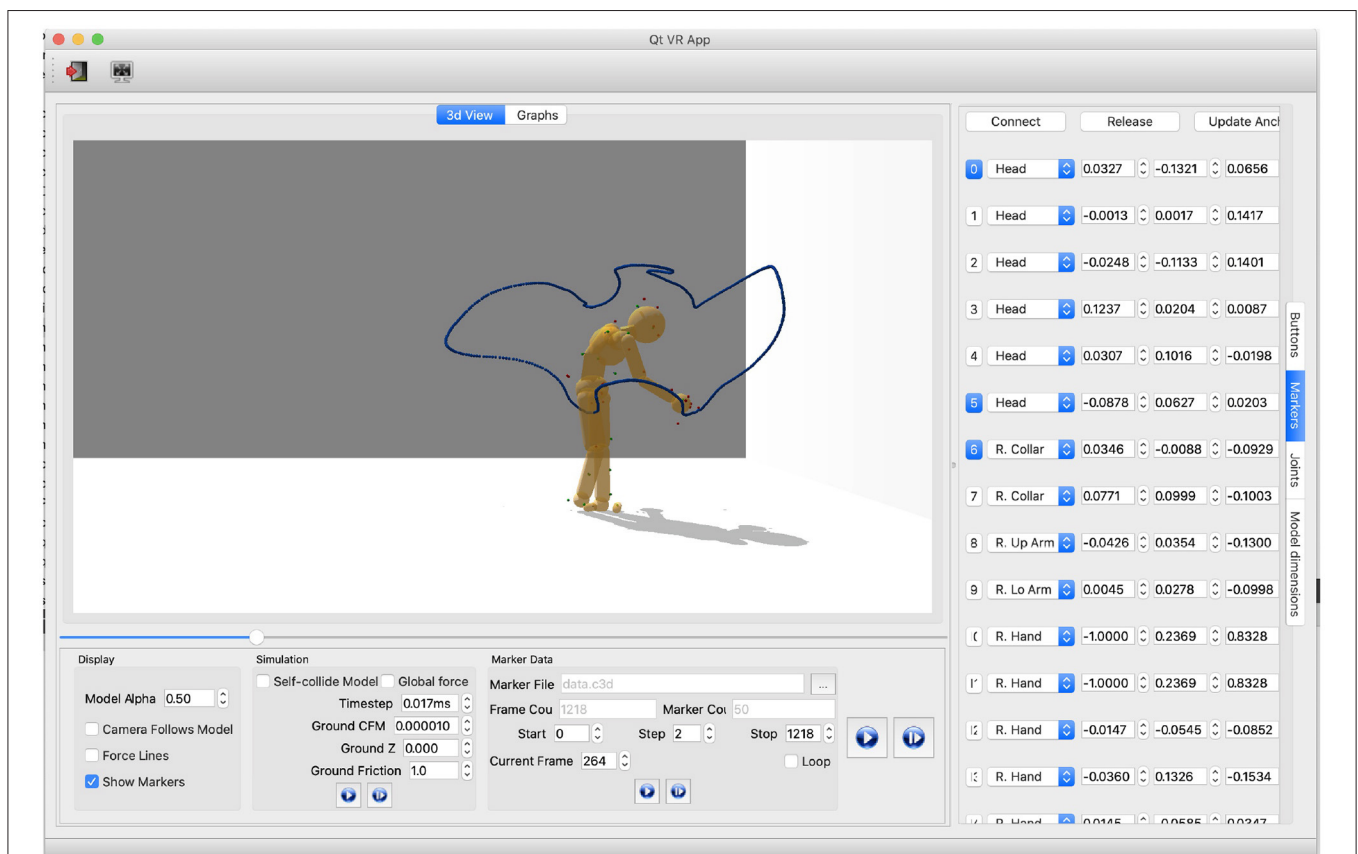 Qt VR App
3d View Graphs
Connect Release Update Anch
0 Head 0.0327 -0.1321 0.0656
1 Head -0.0013 0.0017 0.1417
2 Head -0.0248 -0.1133 0.1401
3 Head 0.1237 0.0204 0.0087
4 Head 0.0307 0.1016 -0.0198
5 Head -0.0878 0.0627 0.0203
6 R. Collar 0.0346 -0.0088 -0.0929
7 R. Collar 0.0771 0.0999 -0.1003
8 R. Up Arm -0.0426 0.0354 -0.1300
9 R. Lo Arm 0.0045 0.0278 -0.0998
R. Hand -1.0000 0.2369 0.8328
R. Hand -1.0000 0.2369 0.8328
R. Hand -0.0147 -0.0545 -0.0852
R. Hand -0.0360 0.1326 -0.1534
Buttons
Markers
Joints
Model dimensions
Display
Model Alpha 0.50
Camera Follows Model
Force Lines
Show Markers
Simulation
Self-collide Model Global force
Timestep 0.017ms
Ground CFM 0.000010
Ground Z 0.000
Ground Friction 1.0
Marker Data
Marker File data.c3d ...
Frame Cou 1218 Marker Cou 50
Start 0 Step 2 Stop 1218
Current Frame 264 Loop